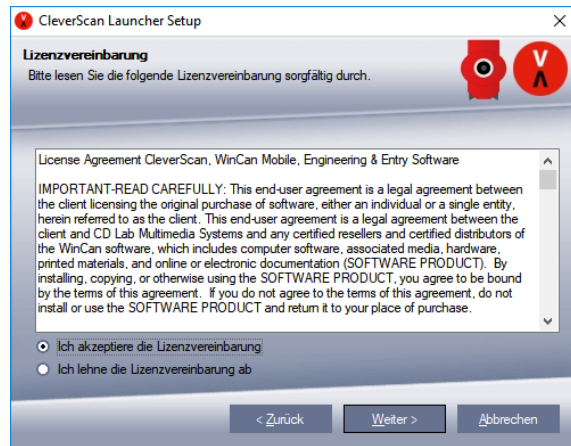 CleverScan Launcher Setup
Lizenzvereinbarung
Bitte lesen Sie die folgende Lizenzvereinbarung sorgfältig durch.
License Agreement CleverScan, WinCan Mobile, Engineering & Entry Software
IMPORTANT-READ CAREFULLY: This end-user agreement is a legal agreement between
the client licensing the original purchase of software, either an individual or a single entity,
herein referred to as the client. This end-user agreement is a legal agreement between the
client and CD Lab Multimedia Systems and any certified resellers and certified distributors of
the WinCan software, which includes computer software, associated media, hardware,
printed materials, and online or electronic documentation (SOFTWARE PRODUCT). By
installing, copying, or otherwise using the SOFTWARE PRODUCT, you agree to be bound
by the terms of this agreement. If you do not agree to the terms of this agreement, do not
install or use the SOFTWARE PRODUCT and return it to your place of purchase.
Ich akzeptiere die Lizenzvereinbarung
Ich lehne die Lizenzvereinbarung ab
< Zurück
Weiter >
Abbrechen